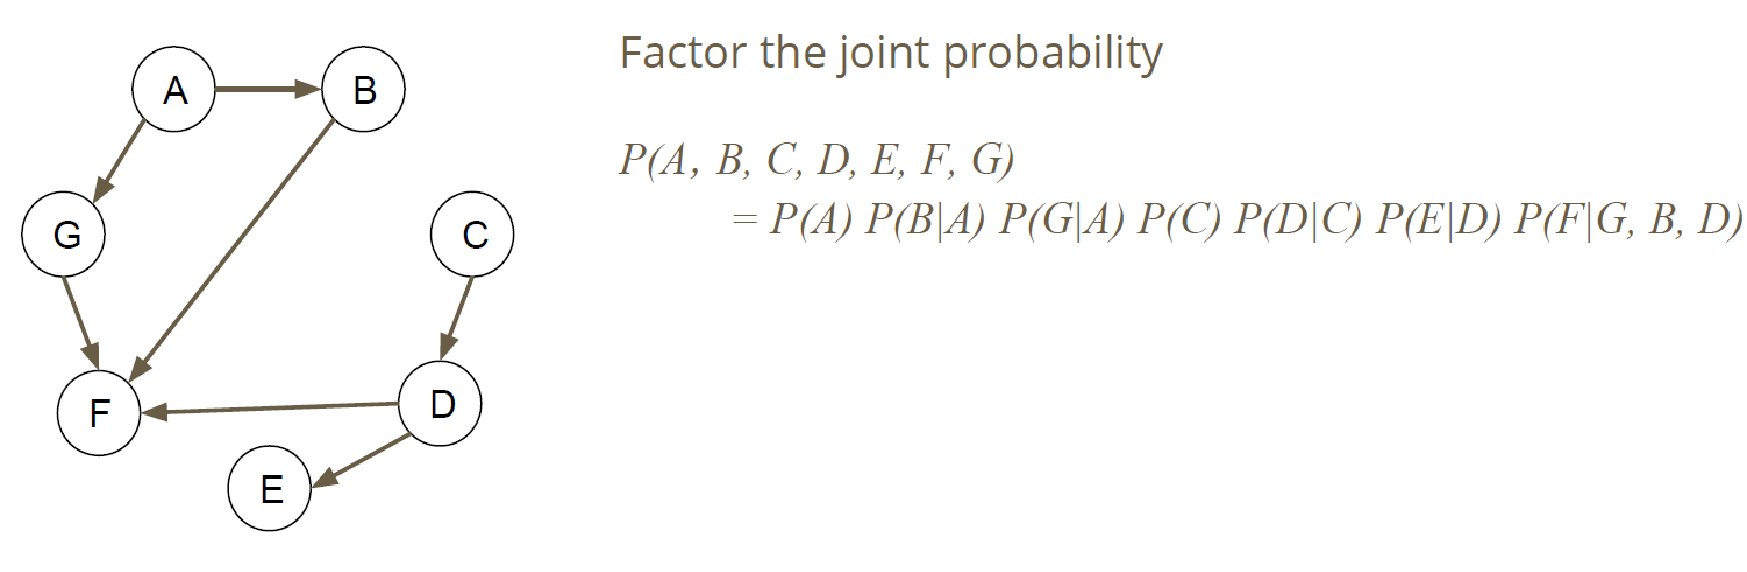 Factor the joint probability
A
B
P(A, B, C, D, E, F, G)
= P(A) P(B|A) P(G|A) P(C) P(D|C) P(E|D) P(F|G, B, D)
G
C
F
D
E